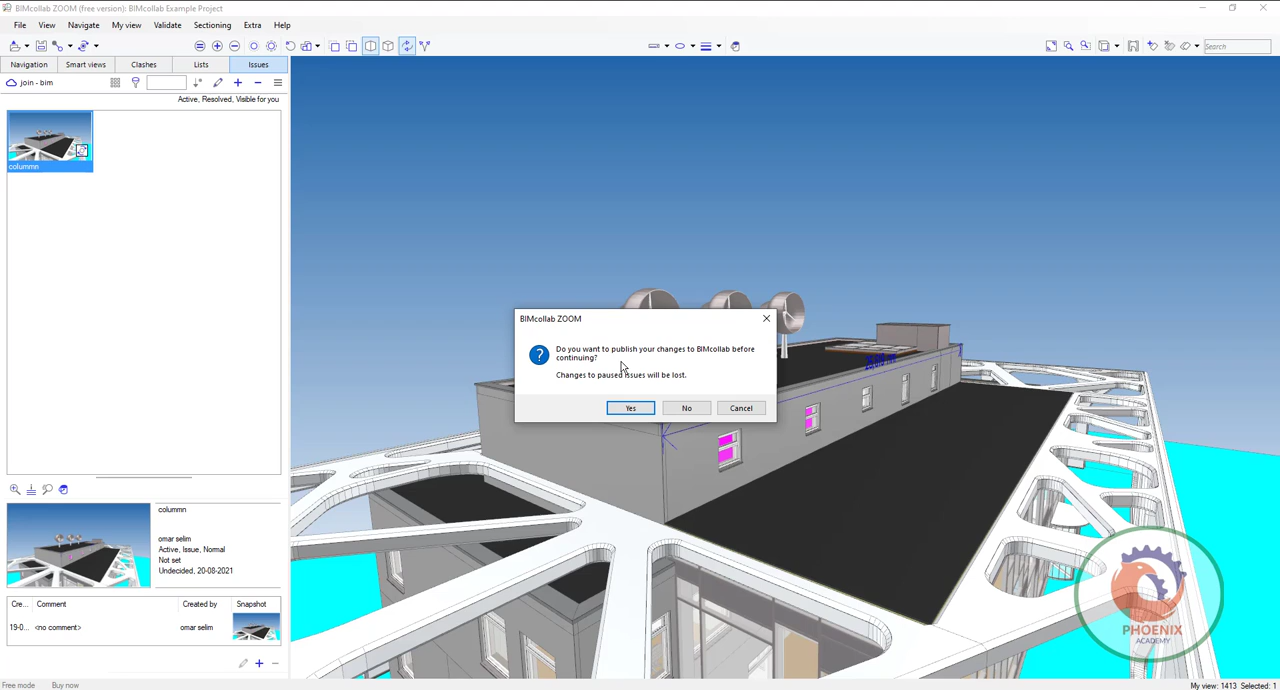 BIMcollab ZOOM (free version): BIMcollab Example Project
File View Navigate My view Validate Sectioning Extra Help
Search
Navigation Smart views Clashes Lists Issues
join - bim
Active, Resolved, Visible for you
columnn
BIMcollab ZOOM
Do you want to publish your changes to BIMcollab before
continuing?
Changes to paused issues will be lost.
Yes No Cancel
columnn
omar selim
Active, Issue, Normal
Not set
Undecided, 20-08-2021
Cre... Comment Created by Snapshot
19-0... <no comment> omar selim
PHOENIX
ACADEMY
Free mode Buy now
My view: 1413 Selected: 1